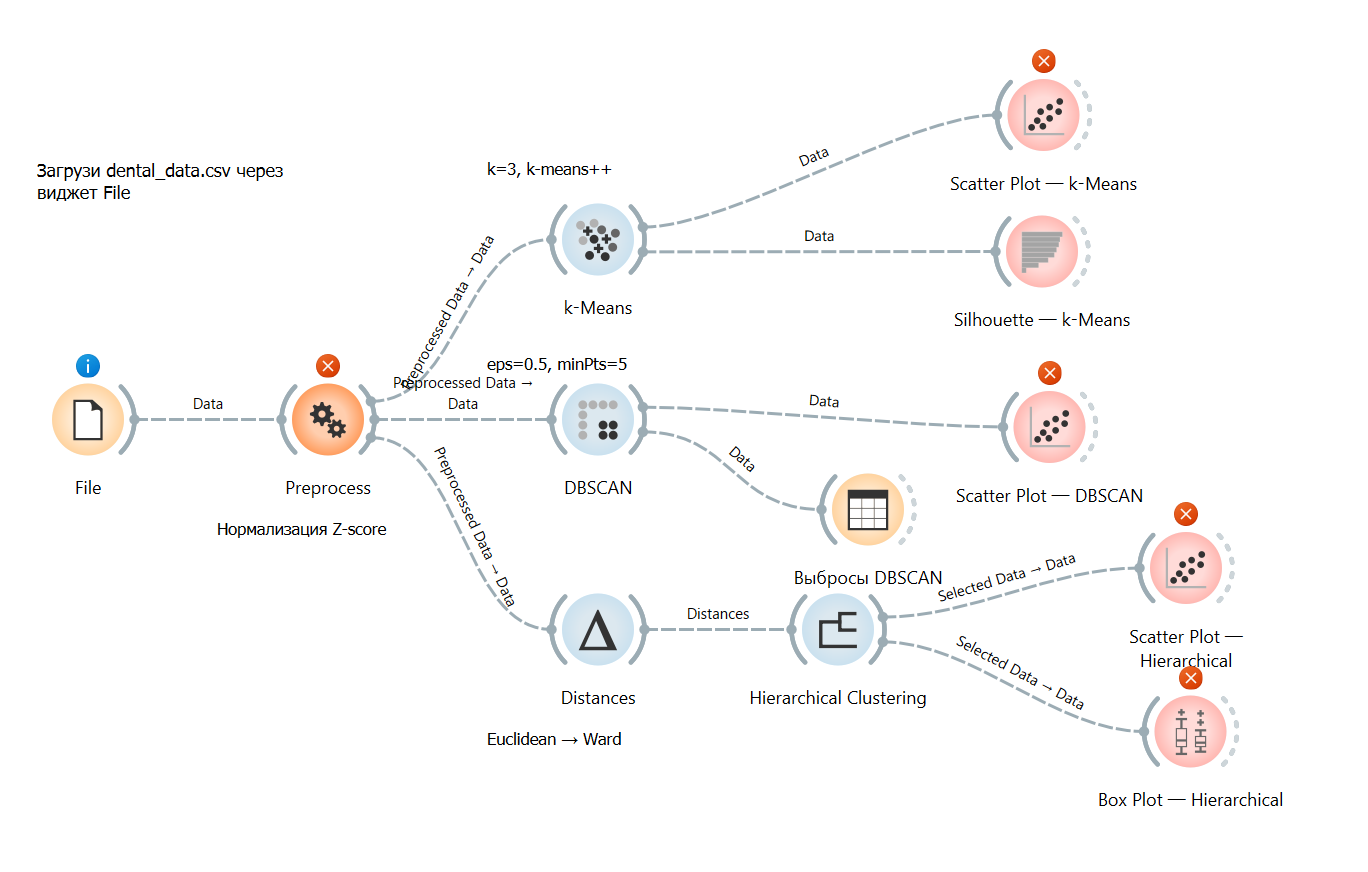 Загрузи dental_data.csv через
виджет File
k=3, k-means++
Data
Scatter Plot — k-Means
Preprocessed Data → Data
k-Means
Data
Silhouette — k-Means
i
File
Data
Preprocess
Нормализация Z-score
eps=0.5, minPts=5
Preprocessed Data →
Data
DBSCAN
Data
Scatter Plot — DBSCAN
Data
Выбросы DBSCAN
Preprocessed Data → Data
Distances
Euclidean → Ward
Distances
Hierarchical Clustering
Selected Data → Data
Scatter Plot —
Hierarchical
Selected Data → Data
Box Plot — Hierarchical